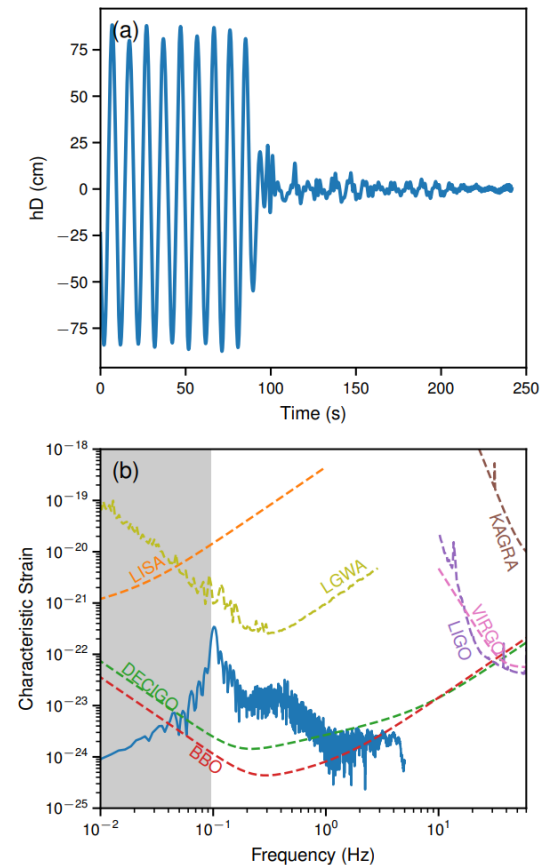 (a)
75
50
25
0
−25
−50
−75
hD (cm)
0 50 100 150 200 250
Time (s)
(b)
10⁻¹⁸
10⁻¹⁹
10⁻²⁰
10⁻²¹
10⁻²²
10⁻²³
10⁻²⁴
10⁻²⁵
Characteristic Strain
LISA
LGWA
KAGRA
VIRGO
LIGO
DECIGO
BBO
10⁻² 10⁻¹ 10⁰ 10¹
Frequency (Hz)